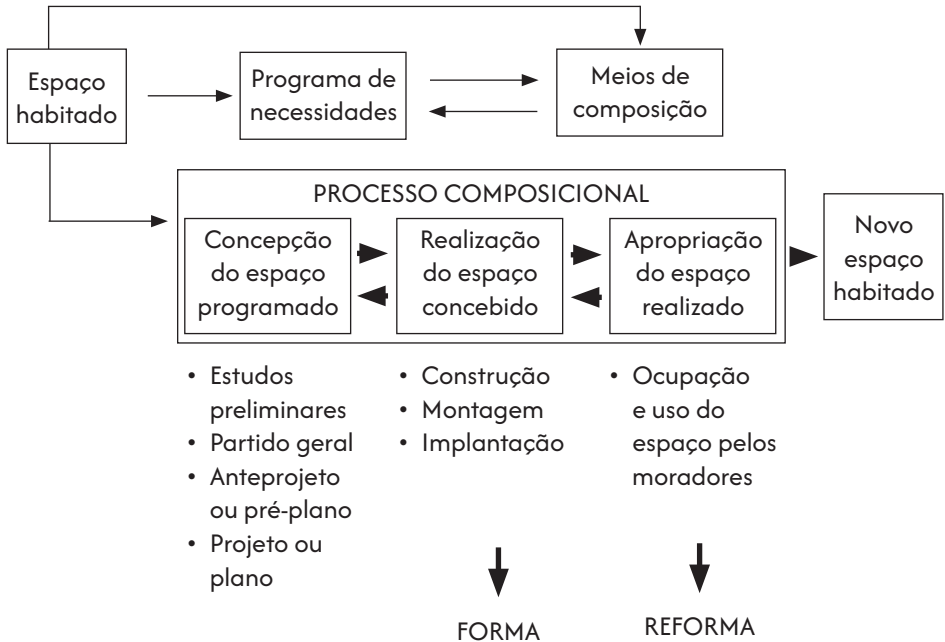 Espaço
habitado
Programa de
necessidades
Meios de
composição
PROCESSO COMPOSICIONAL
Concepção
do espaço
programado
Realização
do espaço
concebido
Apropriação
do espaço
realizado
Novo
espaço
habitado
• Estudos
preliminares
• Partido geral
• Anteprojeto
ou pré-plano
• Projeto ou
plano
• Construção
• Montagem
• Implantação
• Ocupação
e uso do
espaço pelos
moradores
FORMA
REFORMA